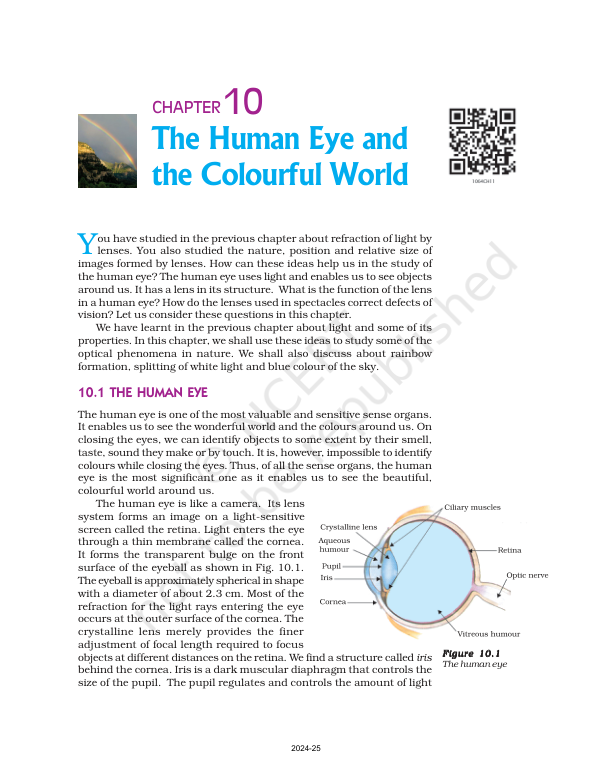 CHAPTER 10
The Human Eye and
the Colourful World
1064CH11
You have studied in the previous chapter about refraction of light by
lenses. You also studied the nature, position and relative size of
images formed by lenses. How can these ideas help us in the study of
the human eye? The human eye uses light and enables us to see objects
around us. It has a lens in its structure. What is the function of the lens
in a human eye? How do the lenses used in spectacles correct defects of
vision? Let us consider these questions in this chapter.
We have learnt in the previous chapter about light and some of its
properties. In this chapter, we shall use these ideas to study some of the
optical phenomena in nature. We shall also discuss about rainbow
formation, splitting of white light and blue colour of the sky.
10.1 THE HUMAN EYE
The human eye is one of the most valuable and sensitive sense organs.
It enables us to see the wonderful world and the colours around us. On
closing the eyes, we can identify objects to some extent by their smell,
taste, sound they make or by touch. It is, however, impossible to identify
colours while closing the eyes. Thus, of all the sense organs, the human
eye is the most significant one as it enables us to see the beautiful,
colourful world around us.
The human eye is like a camera. Its lens
system forms an image on a light-sensitive
screen called the retina. Light enters the eye
through a thin membrane called the cornea.
It forms the transparent bulge on the front
surface of the eyeball as shown in Fig. 10.1.
The eyeball is approximately spherical in shape
with a diameter of about 2.3 cm. Most of the
refraction for the light rays entering the eye
occurs at the outer surface of the cornea. The
crystalline lens merely provides the finer
adjustment of focal length required to focus
objects at different distances on the retina. We find a structure called iris
behind the cornea. Iris is a dark muscular diaphragm that controls the
size of the pupil. The pupil regulates and controls the amount of light
Ciliary muscles
Crystalline lens
Aqueous
humour
Retina
Pupil
Optic nerve
Iris
Cornea
Vitreous humour
Figure 10.1
The human eye
© NCERT
not to be republished
2024-25